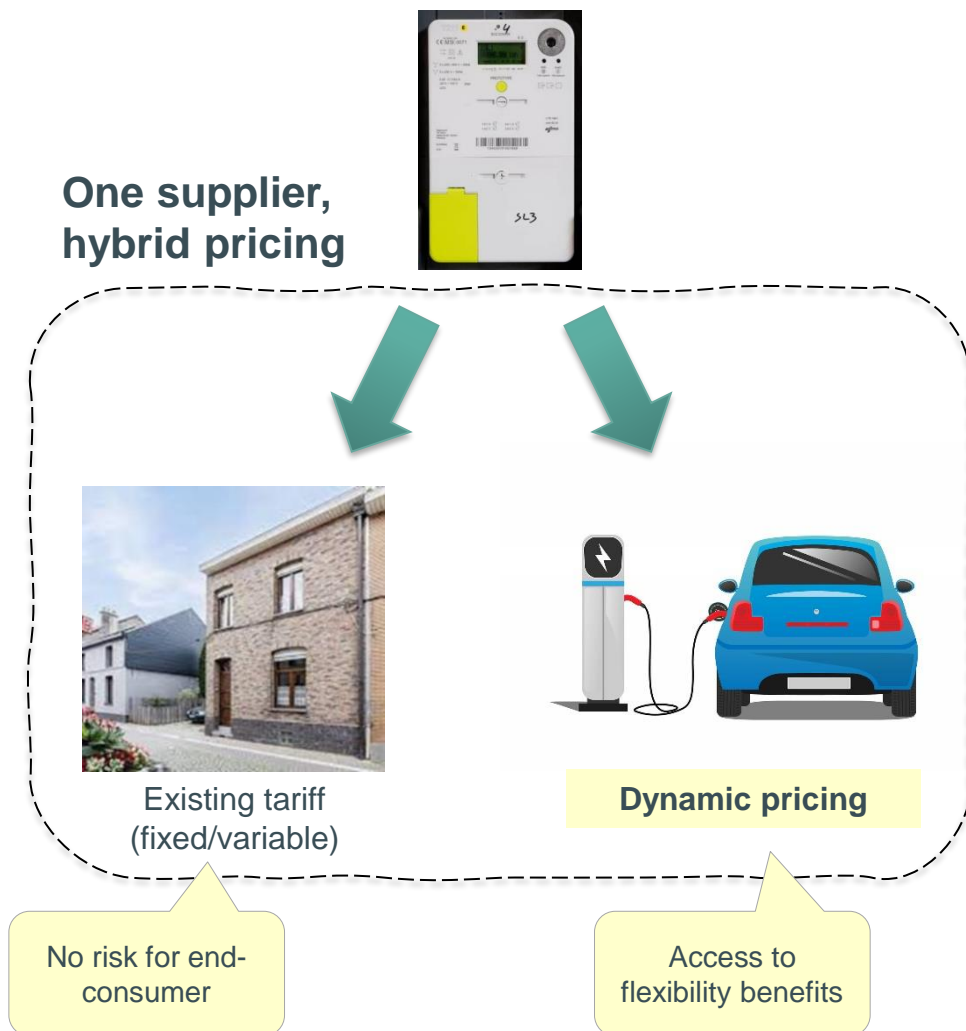 SL3
One supplier,
hybrid pricing
Existing tariff
(fixed/variable)
Dynamic pricing
No risk for end-
consumer
Access to
flexibility benefits